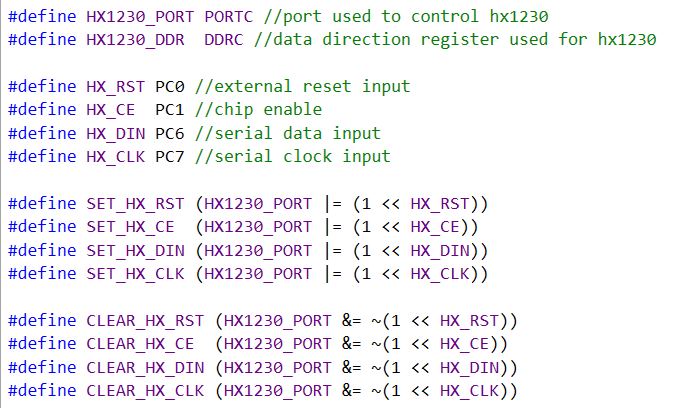 #define HX1230_PORT PORTC //port used to control hx1230
#define HX1230_DDR  DDRC //data direction register used for hx1230
#define HX_RST PC0 //external reset input
#define HX_CE  PC1 //chip enable
#define HX_DIN PC6 //serial data input
#define HX_CLK PC7 //serial clock input
#define SET_HX_RST (HX1230_PORT |= (1 << HX_RST))
#define SET_HX_CE  (HX1230_PORT |= (1 << HX_CE))
#define SET_HX_DIN (HX1230_PORT |= (1 << HX_DIN))
#define SET_HX_CLK (HX1230_PORT |= (1 << HX_CLK))
#define CLEAR_HX_RST (HX1230_PORT &= ~(1 << HX_RST))
#define CLEAR_HX_CE  (HX1230_PORT &= ~(1 << HX_CE))
#define CLEAR_HX_DIN (HX1230_PORT &= ~(1 << HX_DIN))
#define CLEAR_HX_CLK (HX1230_PORT &= ~(1 << HX_CLK))